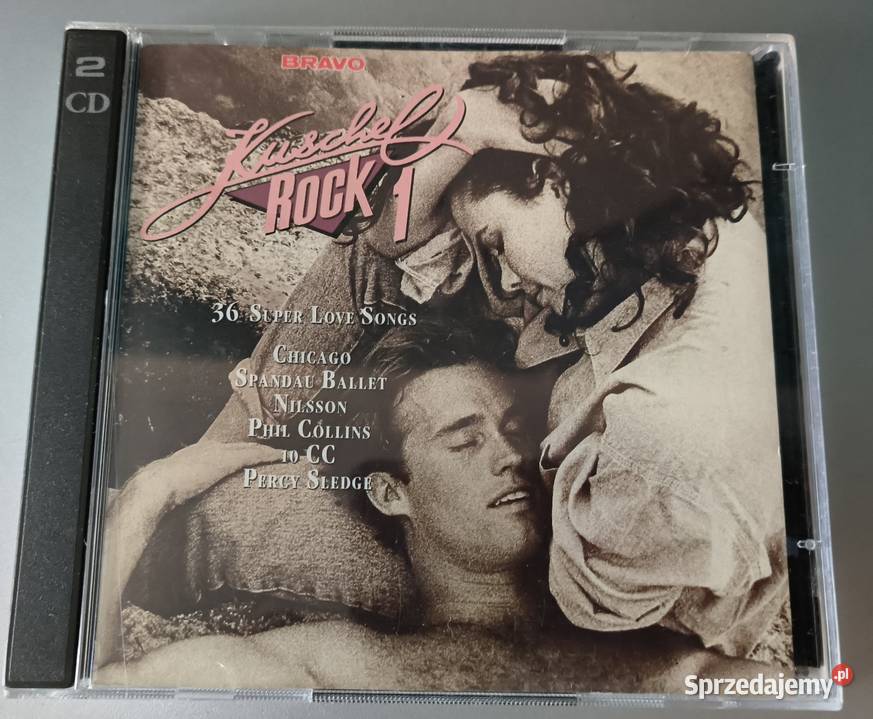 2
CD
BRAVO
Kuschel
ROCK 1
36 SUPER LOVE SONGS
CHICAGO
SPANDAU BALLET
NILSSON
PHIL COLLINS
10 CC
PERCY SLEDGE
Sprzedajemy.pl